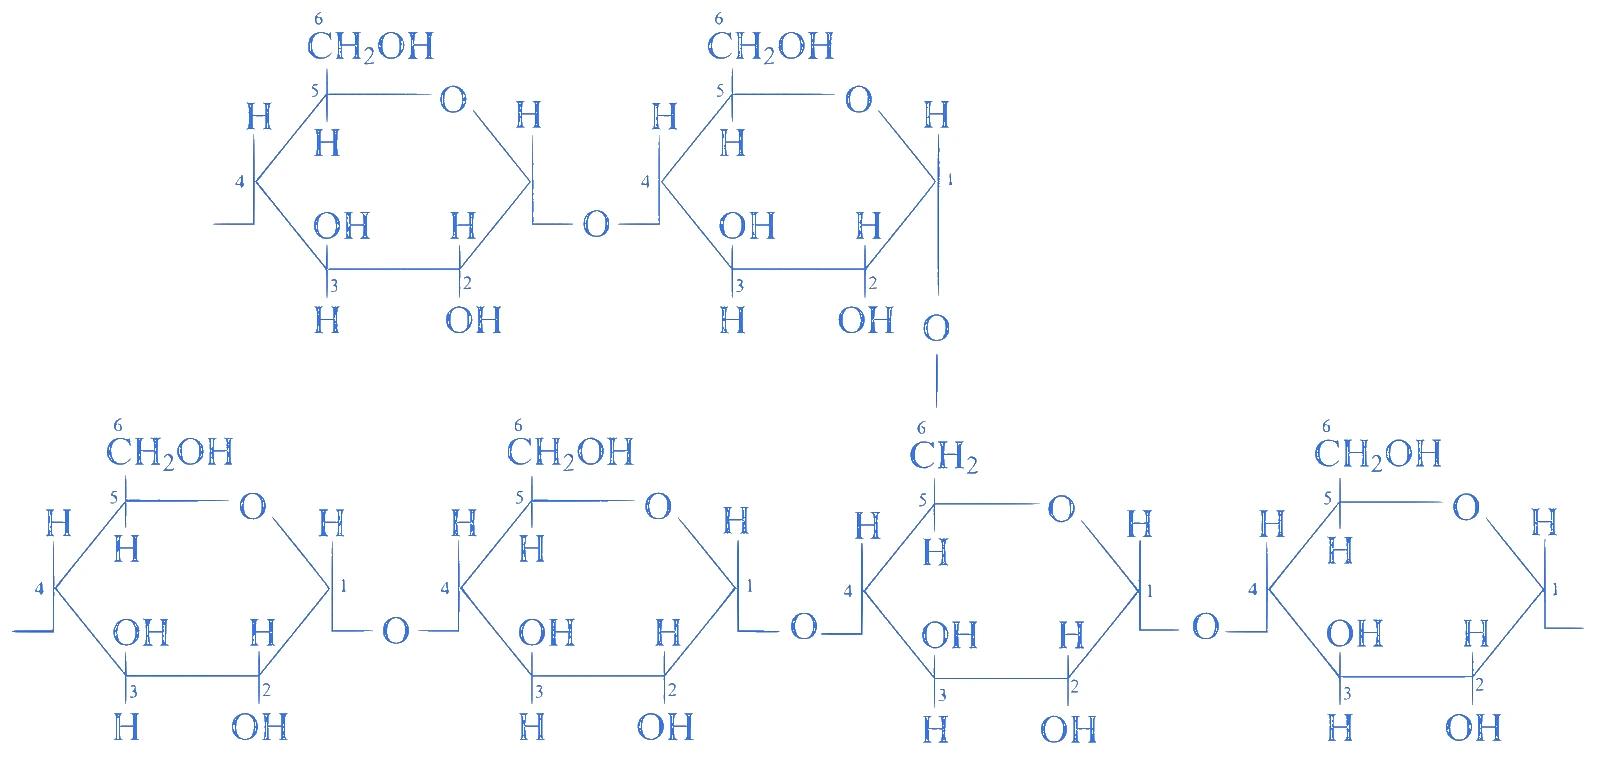 6 6
CH2OH CH2OH
5 O 5 O
H H H H
H H
4 4 1
OH H O OH H
3 2 3 2
H OH H OH O
6 6 6 6
CH2OH CH2OH CH2 CH2OH
5 O 5 O 5 O 5 O
H H H H H H H H
H H H H
4 1 4 1 4 1 4 1
OH H O OH H O OH H O OH H
3 2 3 2 3 2 3 2
H OH H OH H OH H OH